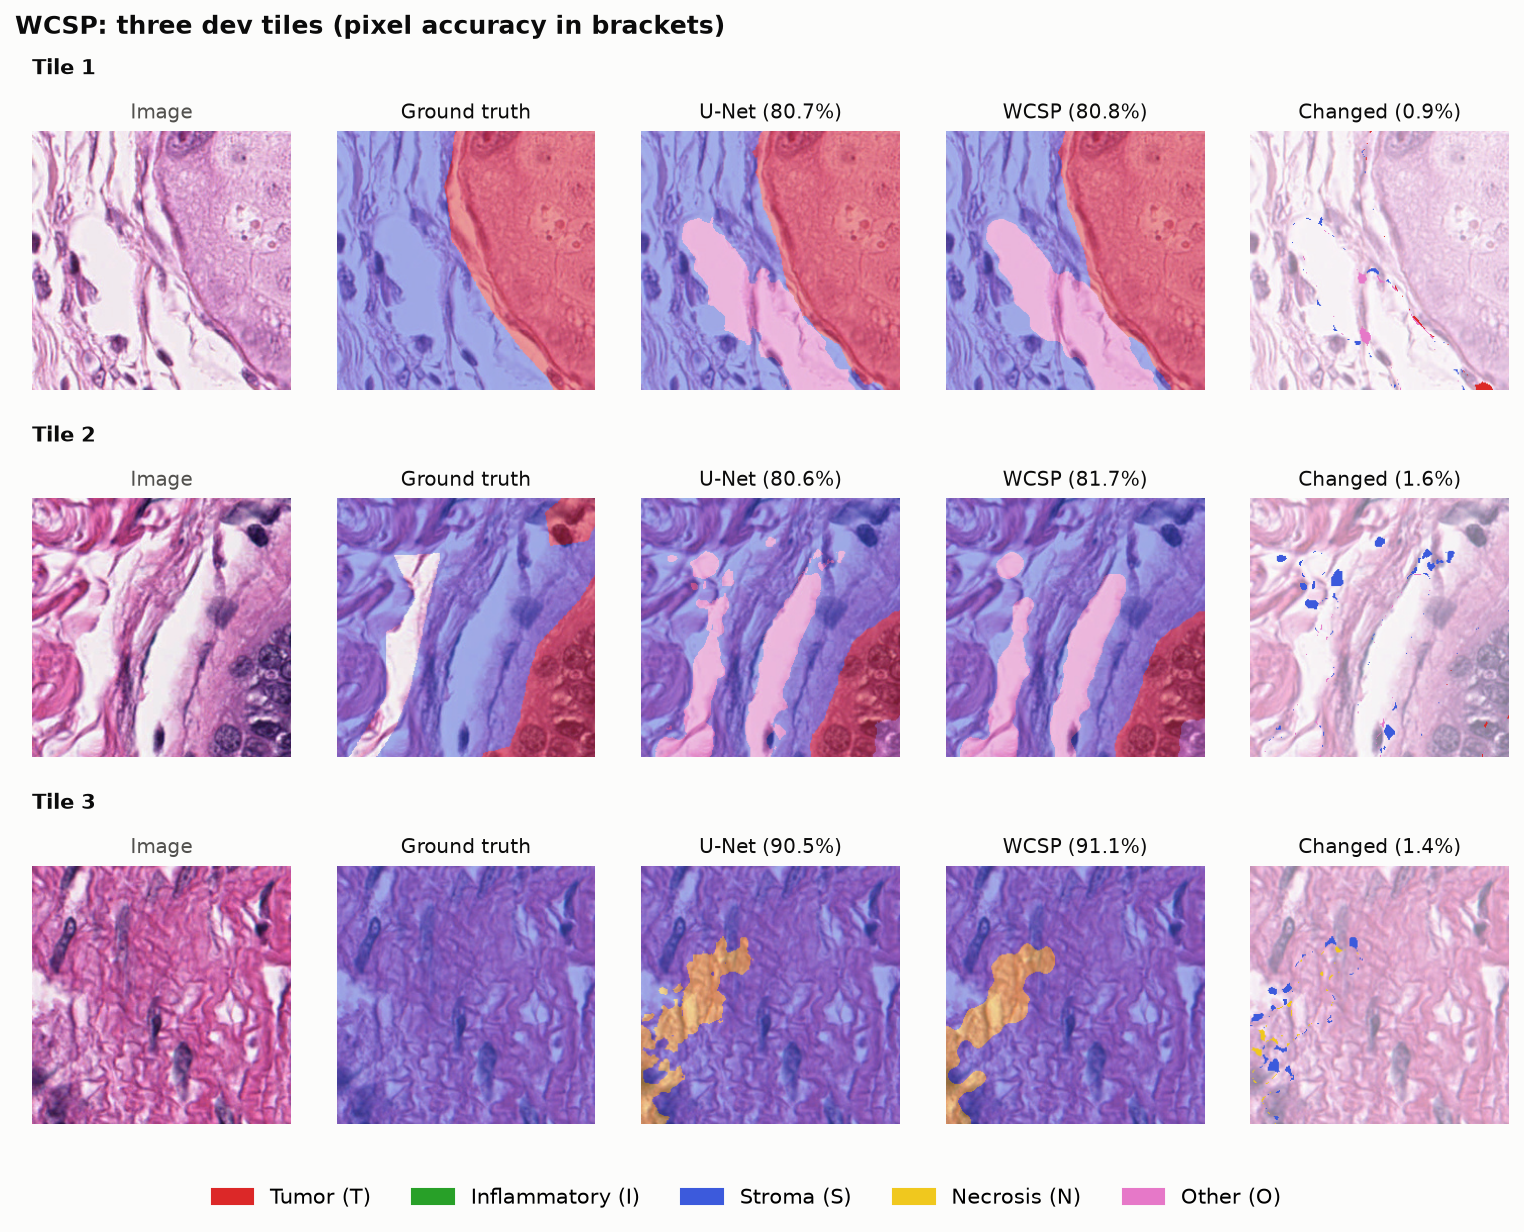 WCSP: three dev tiles (pixel accuracy in brackets)
Tile 1
Image
Ground truth
U-Net (80.7%)
WCSP (80.8%)
Changed (0.9%)
Tile 2
Image
Ground truth
U-Net (80.6%)
WCSP (81.7%)
Changed (1.6%)
Tile 3
Image
Ground truth
U-Net (90.5%)
WCSP (91.1%)
Changed (1.4%)
Tumor (T)
Inflammatory (I)
Stroma (S)
Necrosis (N)
Other (O)